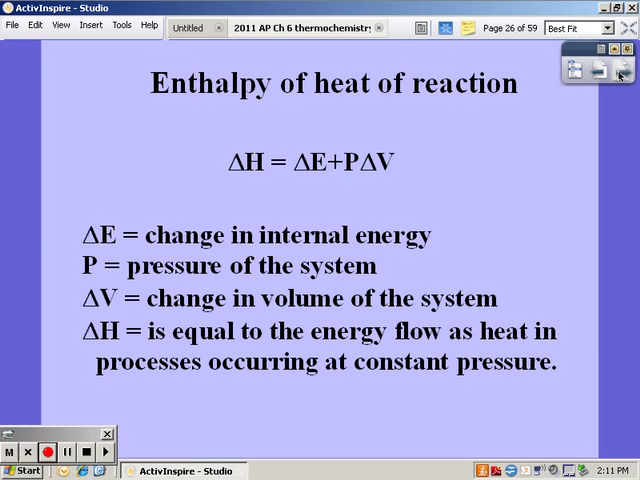 ActivInspire - Studio
File Edit View Insert Tools Help
Untitled
2011 AP Ch 6 thermochemistry
Page 26 of 59
Best Fit
Enthalpy of heat of reaction
ΔH = ΔE+PΔV
ΔE = change in internal energy
P = pressure of the system
ΔV = change in volume of the system
ΔH = is equal to the energy flow as heat in
processes occurring at constant pressure.
M
Start
ActivInspire - Studio
2:11 PM